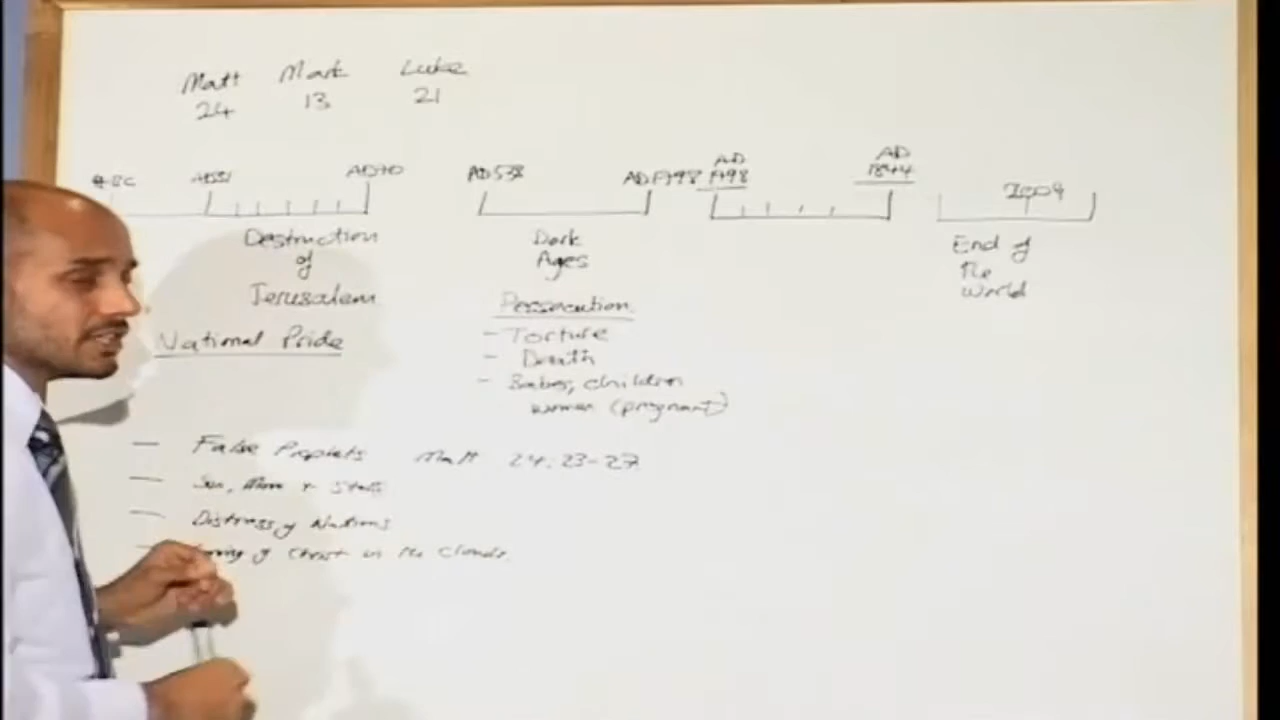 Matt Mark Luke
24 13 21
4BC AD31 AD70 AD538 AD1798 AD 1798 AD 1844 2009
Destruction
of
Jerusalem
National Pride
Dark
Ages
Persecution
- Torture
- Death
- Babes, children
women (pregnant)
End of
the
World
— False Prophets Matt 24:23-27
— Sun, Moon + Stars
— Distress of Nations
— Coming of Christ in the Clouds.